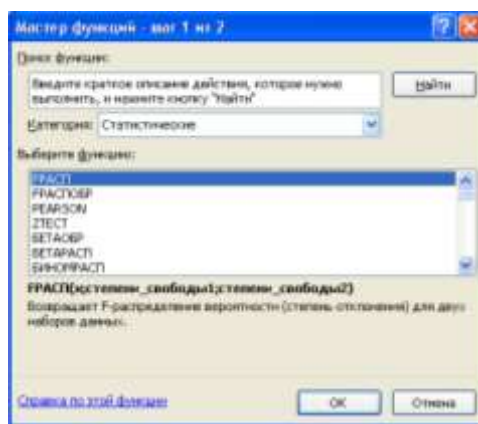 Мастер функций - шаг 1 из 2
Поиск функции:
Введите краткое описание действия, которое нужно
выполнить, и нажмите кнопку "Найти"
Найти
Категория: Статистические
Выберите функцию:
FРАСП
FРАСПОБР
PEARSON
ZТЕСТ
БЕТАОБР
БЕТАРАСП
БИНОМРАСП
FРАСП(x;степени_свободы1;степени_свободы2)
Возвращает F-распределение вероятности (степень отклонения) для двух
наборов данных.
Справка по этой функции
ОК
Отмена